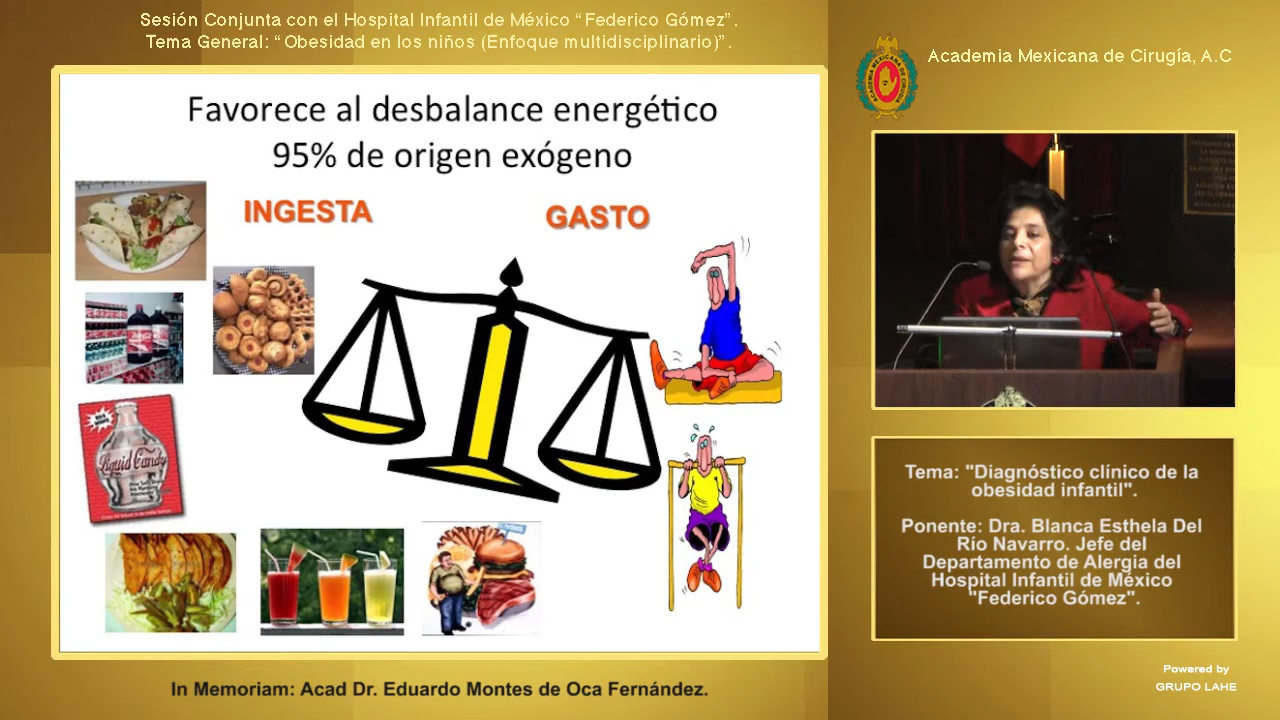 Sesión Conjunta con el Hospital Infantil de México “Federico Gómez”.
Tema General: “Obesidad en los niños (Enfoque multidisciplinario)”.
Academia Mexicana de Cirugía, A.C
Favorece al desbalance energético
95% de origen exógeno
INGESTA
GASTO
Liquid Candy
Tema: "Diagnóstico clínico de la
obesidad infantil".
Ponente: Dra. Blanca Esthela Del
Río Navarro. Jefe del
Departamento de Alergia del
Hospital Infantil de México
"Federico Gómez".
In Memoriam: Acad Dr. Eduardo Montes de Oca Fernández.
Powered by
GRUPO LAHE